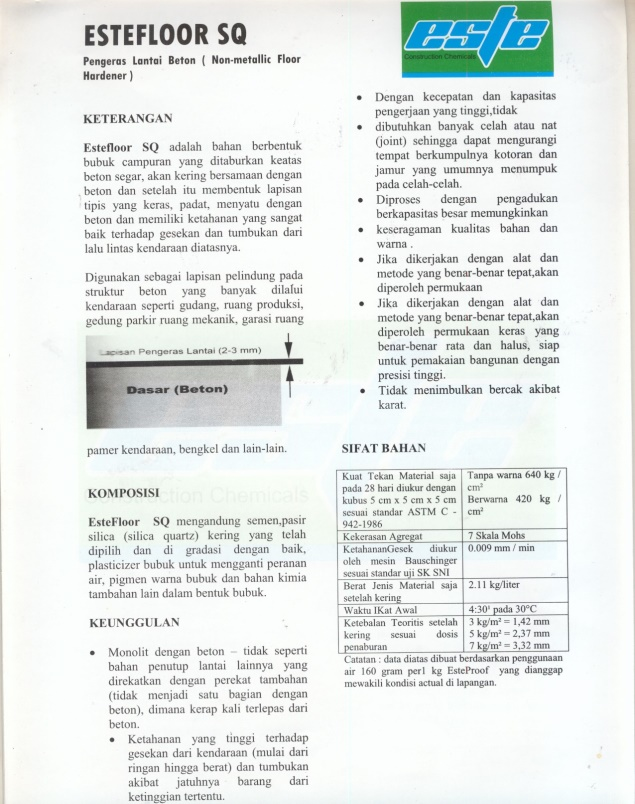 ESTEFLOOR SQ
Pengeras Lantai Beton ( Non-metallic Floor
Hardener )
este
Construction Chemicals
KETERANGAN
Estefloor SQ adalah bahan berbentuk
bubuk campuran yang ditaburkan keatas
beton segar, akan kering bersamaan dengan
beton dan setelah itu membentuk lapisan
tipis yang keras, padat, menyatu dengan
beton dan memiliki ketahanan yang sangat
baik terhadap gesekan dan tumbukan dari
lalu lintas kendaraan diatasnya.
Digunakan sebagai lapisan pelindung pada
struktur beton yang banyak dilalui
kendaraan seperti gudang, ruang produksi,
gedung parkir ruang mekanik, garasi ruang
Lapisan Pengeras Lantai (2-3 mm)
Dasar (Beton)
pamer kendaraan, bengkel dan lain-lain.
KOMPOSISI
EsteFloor SQ mengandung semen,pasir
silica (silica quartz) kering yang telah
dipilih dan di gradasi dengan baik,
plasticizer bubuk untuk mengganti peranan
air, pigmen warna bubuk dan bahan kimia
tambahan lain dalam bentuk bubuk.
KEUNGGULAN
• Monolit dengan beton – tidak seperti
bahan penutup lantai lainnya yang
direkatkan dengan perekat tambahan
(tidak menjadi satu bagian dengan
beton), dimana kerap kali terlepas dari
beton.
• Ketahanan yang tinggi terhadap
gesekan dari kendaraan (mulai dari
ringan hingga berat) dan tumbukan
akibat jatuhnya barang dari
ketinggian tertentu.
• Dengan kecepatan dan kapasitas
pengerjaan yang tinggi,tidak
• dibutuhkan banyak celah atau nat
(joint) sehingga dapat mengurangi
tempat berkumpulnya kotoran dan
jamur yang umumnya menumpuk
pada celah-celah.
• Diproses dengan pengadukan
berkapasitas besar memungkinkan
• keseragaman kualitas bahan dan
warna .
• Jika dikerjakan dengan alat dan
metode yang benar-benar tepat,akan
diperoleh permukaan
• Jika dikerjakan dengan alat dan
metode yang benar-benar tepat,akan
diperoleh permukaan keras yang
benar-benar rata dan halus, siap
untuk pemakaian bangunan dengan
presisi tinggi.
• Tidak menimbulkan bercak akibat
karat.
SIFAT BAHAN
Kuat Tekan Material saja Tanpa warna 640 kg /
pada 28 hari diukur dengan cm²
kubus 5 cm x 5 cm x 5 cm Berwarna 420 kg /
sesuai standar ASTM C - cm²
942-1986
Kekerasan Agregat 7 Skala Mohs
KetahananGesek diukur 0.009 mm / min
oleh mesin Bauschinger
sesuai standar uji SK SNI
Berat Jenis Material saja 2.11 kg/liter
setelah kering
Waktu IKat Awal 4:30' pada 30°C
Ketebalan Teoritis setelah 3 kg/m² = 1,42 mm
kering sesuai dosis 5 kg/m² = 2,37 mm
penaburan 7 kg/m² = 3,32 mm
Catatan : data diatas dibuat berdasarkan penggunaan
air 160 gram per1 kg EsteProof yang dianggap
mewakili kondisi actual di lapangan.